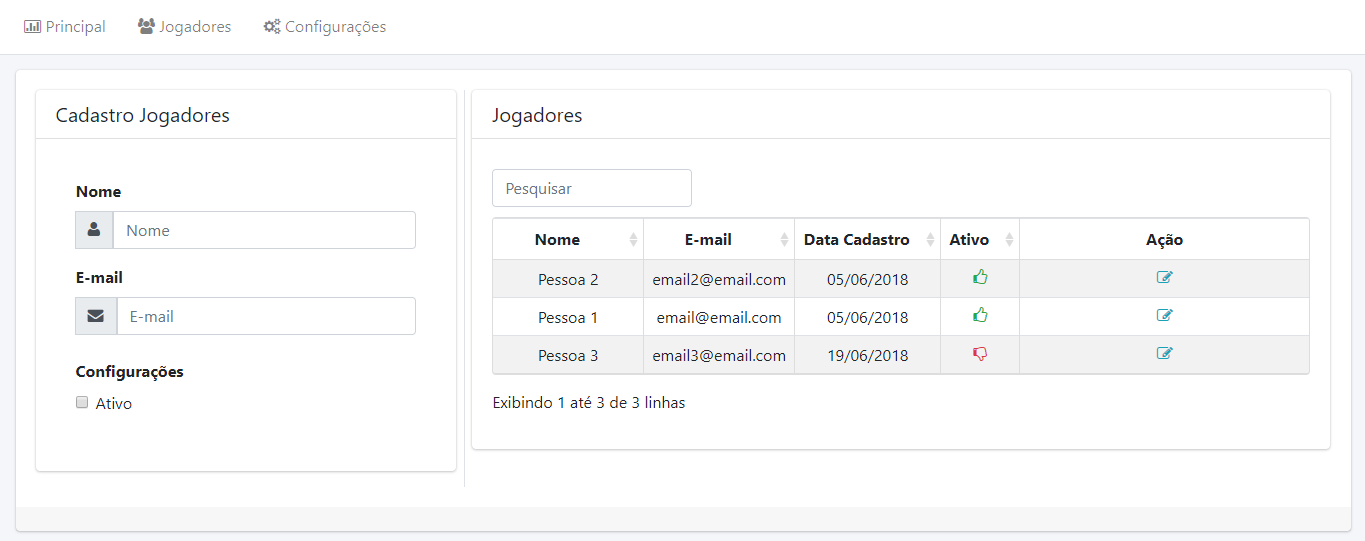 Principal Jogadores Configurações
Cadastro Jogadores
Nome
Nome
E-mail
E-mail
Configurações
Ativo
Jogadores
Pesquisar
Nome E-mail Data Cadastro Ativo Ação
Pessoa 2 email2@email.com 05/06/2018
Pessoa 1 email@email.com 05/06/2018
Pessoa 3 email3@email.com 19/06/2018
Exibindo 1 até 3 de 3 linhas